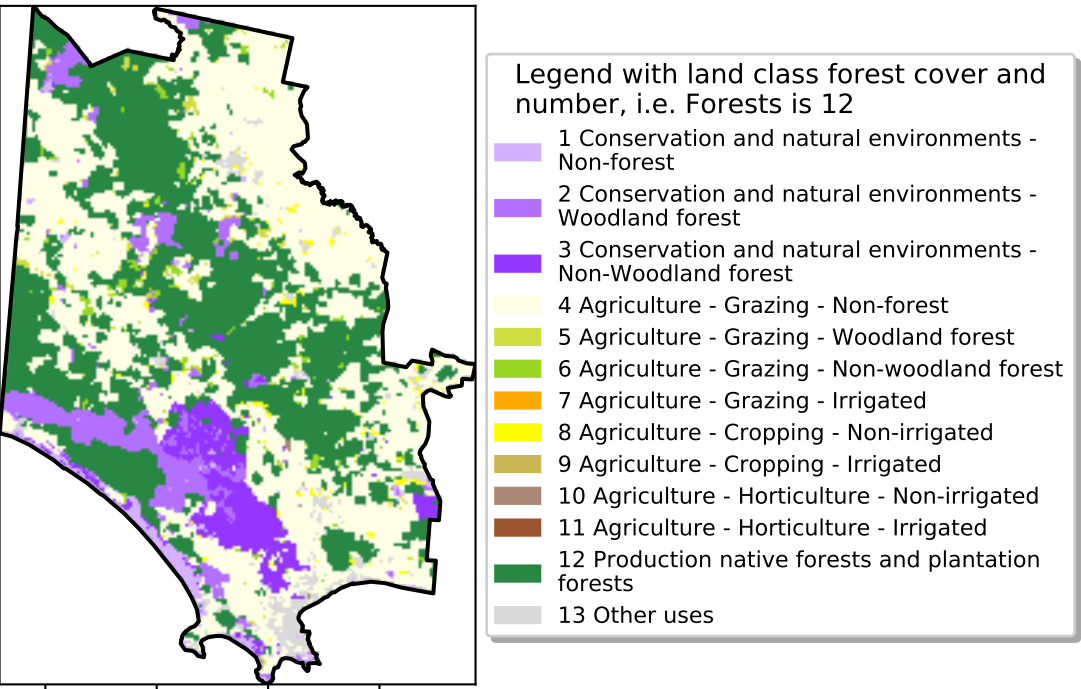 Legend with land class forest cover and
number, i.e. Forests is 12
1 Conservation and natural environments -
Non-forest
2 Conservation and natural environments -
Woodland forest
3 Conservation and natural environments -
Non-Woodland forest
4 Agriculture - Grazing - Non-forest
5 Agriculture - Grazing - Woodland forest
6 Agriculture - Grazing - Non-woodland forest
7 Agriculture - Grazing - Irrigated
8 Agriculture - Cropping - Non-irrigated
9 Agriculture - Cropping - Irrigated
10 Agriculture - Horticulture - Non-irrigated
11 Agriculture - Horticulture - Irrigated
12 Production native forests and plantation
forests
13 Other uses